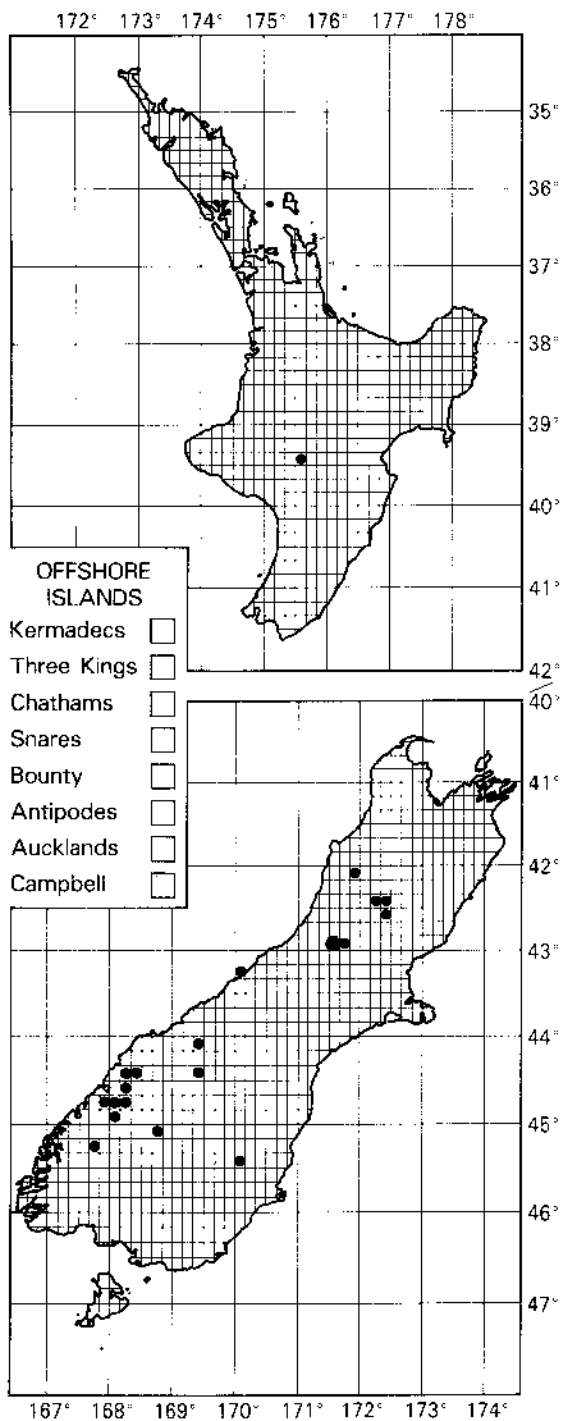 172° 173° 174° 175° 176° 177° 178°
35°
36°
37°
38°
39°
40°
41°
42°
OFFSHORE
ISLANDS
Kermadecs
Three Kings
Chathams
Snares
Bounty
Antipodes
Aucklands
Campbell
40°
41°
42°
43°
44°
45°
46°
47°
167° 168° 169° 170° 171° 172° 173° 174°